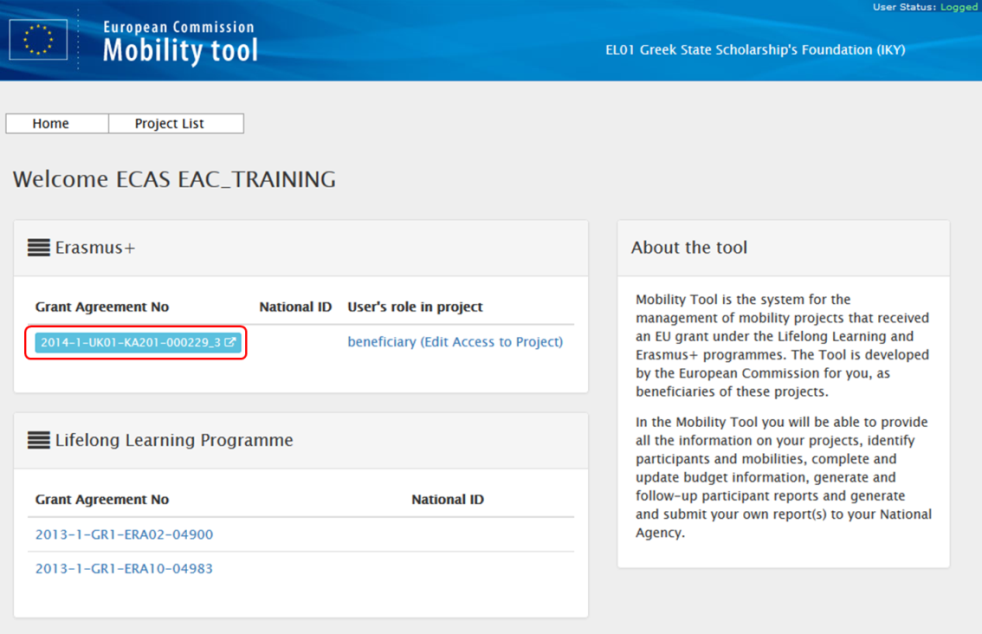 User Status: Logged
European Commission
Mobility tool
EL01 Greek State Scholarship's Foundation (IKY)
Home
Project List
Welcome ECAS EAC_TRAINING
Erasmus+
Grant Agreement No
National ID
User's role in project
2014-1-UK01-KA201-000229_3
beneficiary (Edit Access to Project)
Lifelong Learning Programme
Grant Agreement No
National ID
2013-1-GR1-ERA02-04900
2013-1-GR1-ERA10-04983
About the tool
Mobility Tool is the system for the
management of mobility projects that received
an EU grant under the Lifelong Learning and
Erasmus+ programmes. The Tool is developed
by the European Commission for you, as
beneficiaries of these projects.
In the Mobility Tool you will be able to provide
all the information on your projects, identify
participants and mobilities, complete and
update budget information, generate and
follow-up participant reports and generate
and submit your own report(s) to your National
Agency.